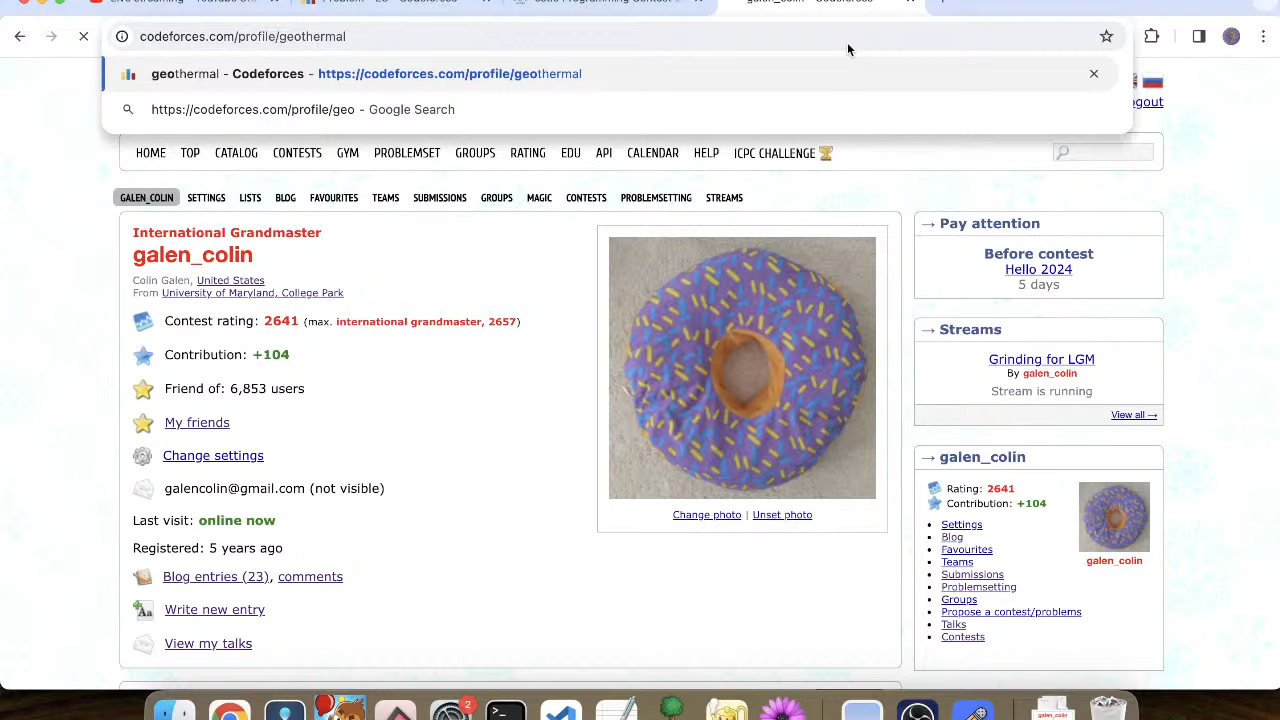 codeforces.com/profile/geothermal
geothermal - Codeforces - https://codeforces.com/profile/geothermal
https://codeforces.com/profile/geo - Google Search
logout
HOME TOP CATALOG CONTESTS GYM PROBLEMSET GROUPS RATING EDU API CALENDAR HELP ICPC CHALLENGE
GALEN_COLIN SETTINGS LISTS BLOG FAVOURITES TEAMS SUBMISSIONS GROUPS MAGIC CONTESTS PROBLEMSETTING STREAMS
International Grandmaster
galen_colin
Colin Galen, United States
From University of Maryland, College Park
Contest rating: 2641 (max. international grandmaster, 2657)
Contribution: +104
Friend of: 6,853 users
My friends
Change settings
galencolin@gmail.com (not visible)
Last visit: online now
Registered: 5 years ago
Blog entries (23), comments
Write new entry
View my talks
Change photo | Unset photo
→ Pay attention
Before contest
Hello 2024
5 days
→ Streams
Grinding for LGM
By galen_colin
Stream is running
View all →
→ galen_colin
Rating: 2641
Contribution: +104
Settings
Blog
Favourites
Teams
Submissions
Problemsetting
Groups
Propose a contest/problems
Talks
Contests
galen_colin
2
galen_colin